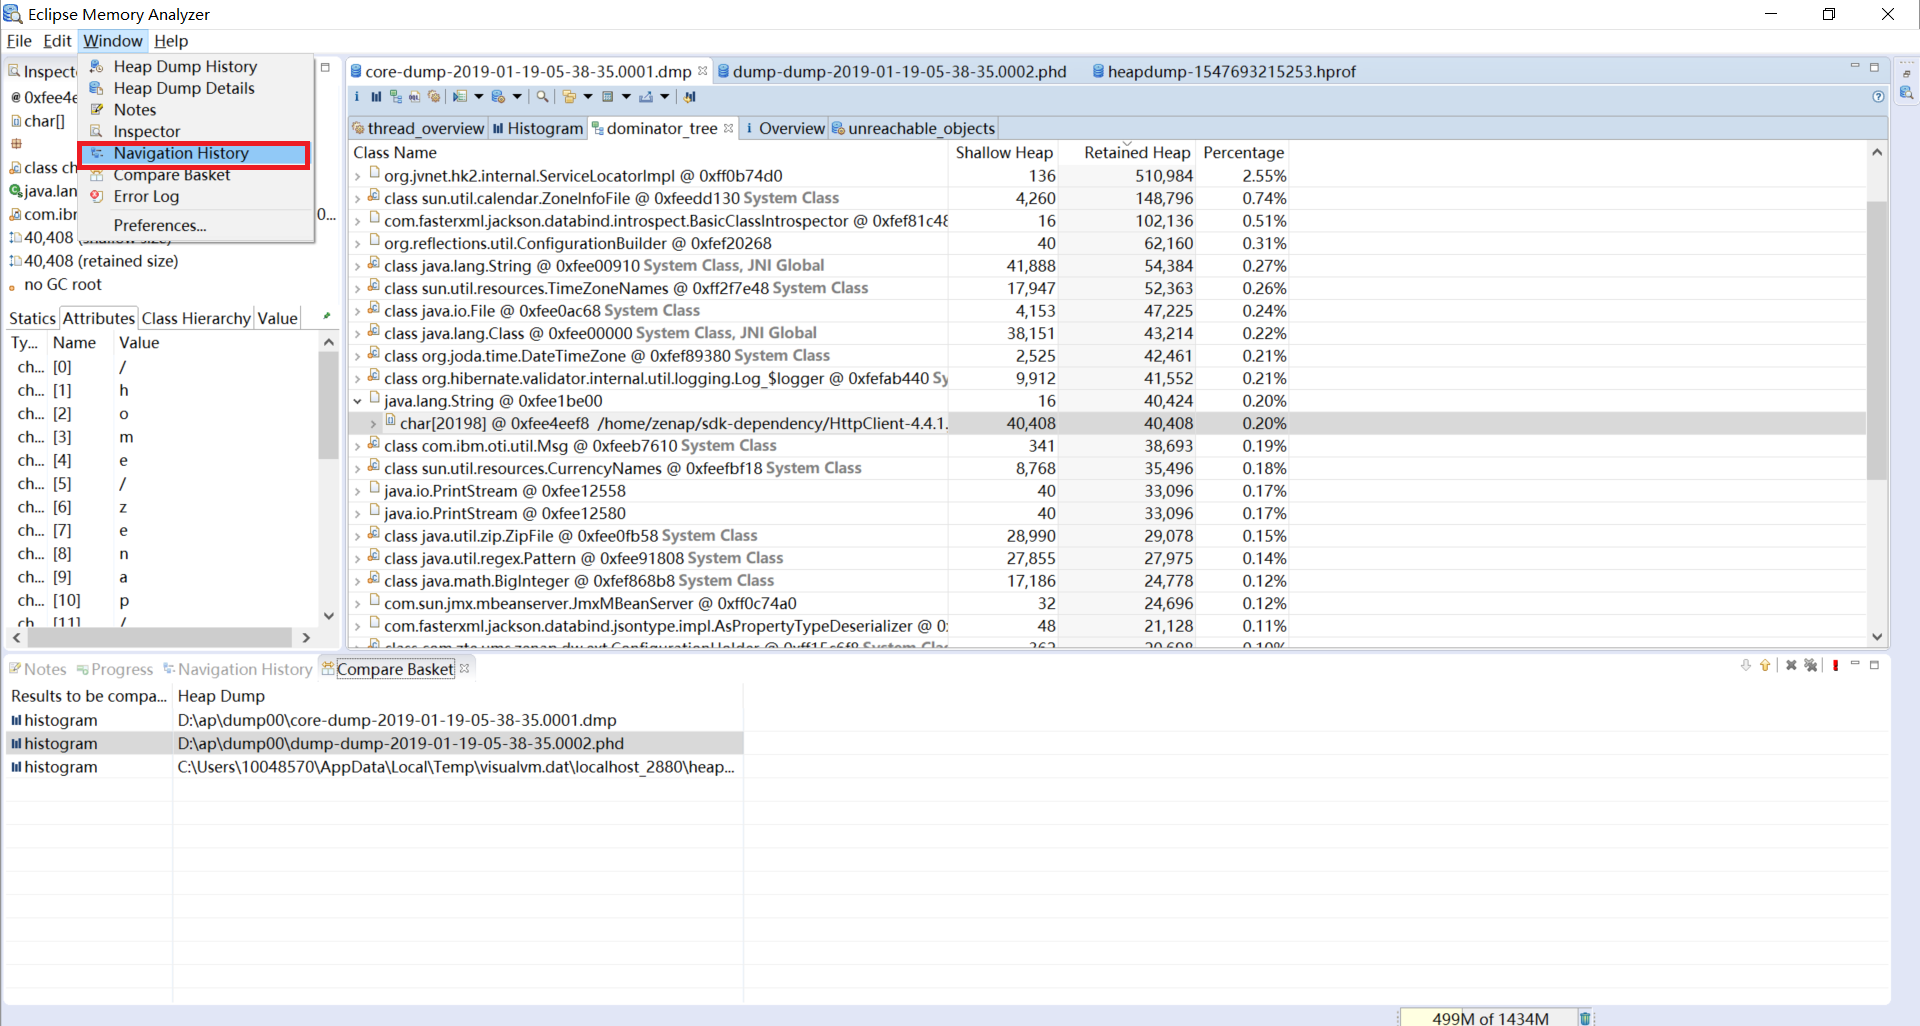 Eclipse Memory Analyzer
File Edit Window Help
Heap Dump History
Heap Dump Details
Notes
Inspector
Navigation History
Compare Basket
Error Log
Preferences...
Inspect
0xfee4e
char[]
class ch
java.lan
com.ibr 0...
40,408 (shallow size)
40,408 (retained size)
no GC root
Statics Attributes Class Hierarchy Value
Ty... Name Value
ch... [0] /
ch... [1] h
ch... [2] o
ch... [3] m
ch... [4] e
ch... [5] /
ch... [6] z
ch... [7] e
ch... [8] n
ch... [9] a
ch... [10] p
ch [11] /
core-dump-2019-01-19-05-38-35.0001.dmp dump-dump-2019-01-19-05-38-35.0002.phd heapdump-1547693215253.hprof
thread_overview Histogram dominator_tree Overview unreachable_objects
Class Name Shallow Heap Retained Heap Percentage
org.jvnet.hk2.internal.ServiceLocatorImpl @ 0xff0b74d0 136 510,984 2.55%
class sun.util.calendar.ZoneInfoFile @ 0xfeedd130 System Class 4,260 148,796 0.74%
com.fasterxml.jackson.databind.introspect.BasicClassIntrospector @ 0xfef81c48 16 102,136 0.51%
org.reflections.util.ConfigurationBuilder @ 0xfef20268 40 62,160 0.31%
class java.lang.String @ 0xfee00910 System Class, JNI Global 41,888 54,384 0.27%
class sun.util.resources.TimeZoneNames @ 0xff2f7e48 System Class 17,947 52,363 0.26%
class java.io.File @ 0xfee0ac68 System Class 4,153 47,225 0.24%
class java.lang.Class @ 0xfee00000 System Class, JNI Global 38,151 43,214 0.22%
class org.joda.time.DateTimeZone @ 0xfef89380 System Class 2,525 42,461 0.21%
class org.hibernate.validator.internal.util.logging.Log_$logger @ 0xfefab440 Sy 9,912 41,552 0.21%
java.lang.String @ 0xfee1be00 16 40,424 0.20%
char[20198] @ 0xfee4eef8 /home/zenap/sdk-dependency/HttpClient-4.4.1. 40,408 40,408 0.20%
class com.ibm.oti.util.Msg @ 0xfeeb7610 System Class 341 38,693 0.19%
class sun.util.resources.CurrencyNames @ 0xfeefbf18 System Class 8,768 35,496 0.18%
java.io.PrintStream @ 0xfee12558 40 33,096 0.17%
java.io.PrintStream @ 0xfee12580 40 33,096 0.17%
class java.util.zip.ZipFile @ 0xfee0fb58 System Class 28,990 29,078 0.15%
class java.util.regex.Pattern @ 0xfee91808 System Class 27,855 27,975 0.14%
class java.math.BigInteger @ 0xfef868b8 System Class 17,186 24,778 0.12%
com.sun.jmx.mbeanserver.JmxMBeanServer @ 0xff0c74a0 32 24,696 0.12%
com.fasterxml.jackson.databind.jsontype.impl.AsPropertyTypeDeserializer @ 0: 48 21,128 0.11%
class com.zte.ums.zenap.dw.ext.ConfigurationHolder @ 0xff15c6f8 System Clas 362 20,698 0.10%
Notes Progress Navigation History Compare Basket
Results to be compa... Heap Dump
histogram D:\ap\dump00\core-dump-2019-01-19-05-38-35.0001.dmp
histogram D:\ap\dump00\dump-dump-2019-01-19-05-38-35.0002.phd
histogram C:\Users\10048570\AppData\Local\Temp\visualvm.dat\localhost_2880\heap...
499M of 1434M